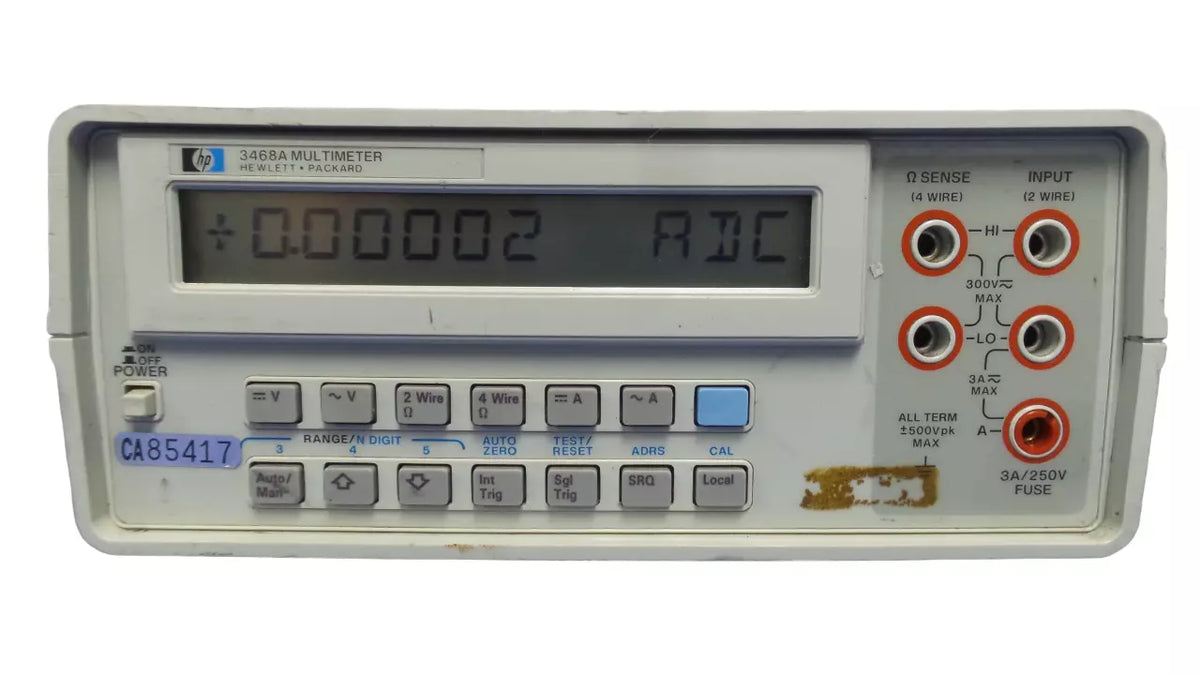 hp 3468A MULTIMETER
HEWLETT • PACKARD
+0.00002 ADC
Ω SENSE
(4 WIRE)
INPUT
(2 WIRE)
HI
300V⎓
MAX
LO
3A⎓
MAX
ALL TERM
±500Vpk
MAX
A
3A/250V
FUSE
ON
OFF
POWER
CA85417
⎓ V
~ V
2 Wire
Ω
4 Wire
Ω
⎓ A
~ A
RANGE/N DIGIT
3 4 5
AUTO
ZERO
TEST/
RESET
ADRS
CAL
Auto/
Man
Int
Trig
Sgl
Trig
SRQ
Local